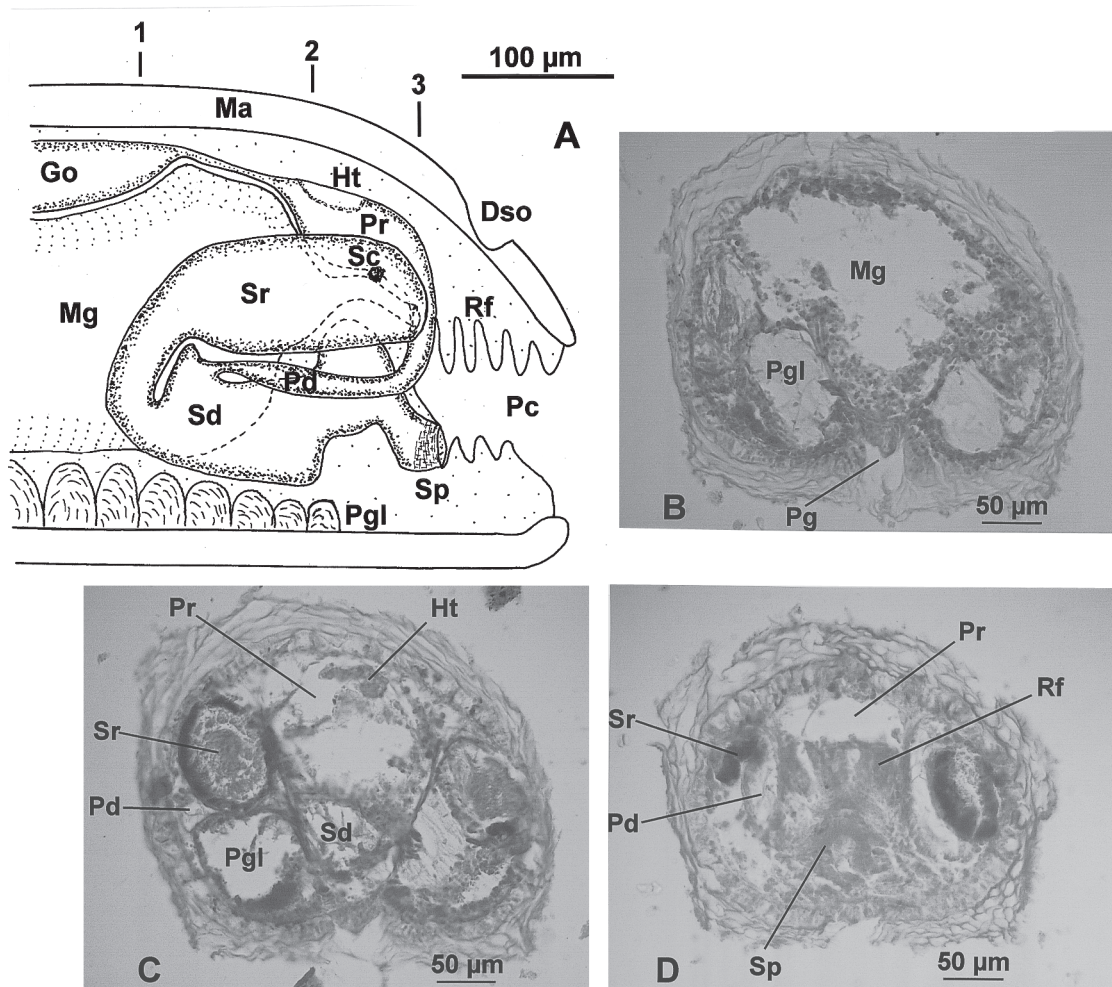 1
2
3
100 µm
A
Ma
Go
Ht
Dso
Pr
Sc
Sr
Rf
Mg
Pd
Sd
Pc
Sp
Pgl
Mg
Pgl
B
Pg
50 µm
Pr
Ht
Sr
Pd
Sd
Pgl
C
50 µm
Pr
Rf
Sr
Pd
Sp
D
50 µm